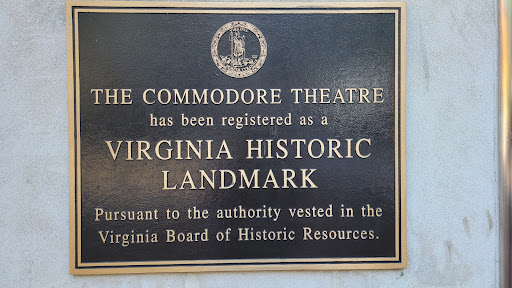 THE COMMODORE THEATRE
has been registered as a
VIRGINIA HISTORIC
LANDMARK
Pursuant to the authority vested in the
Virginia Board of Historic Resources.